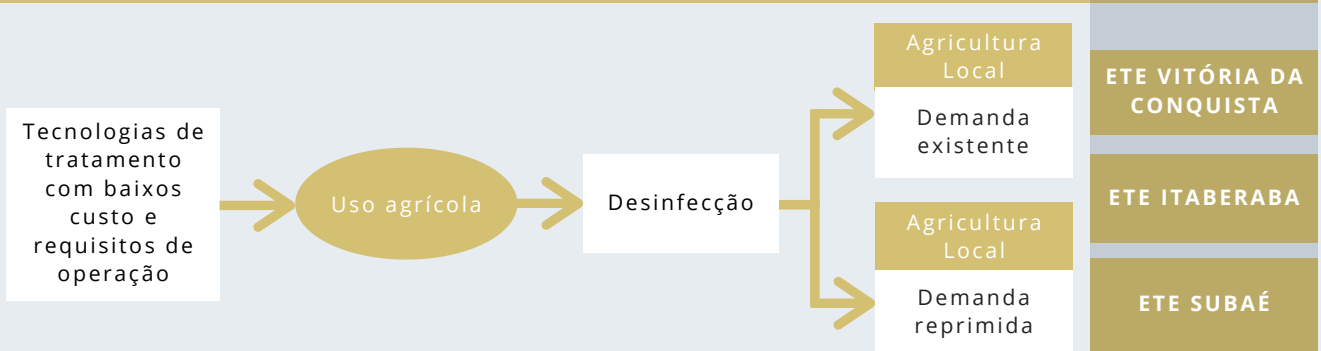 Tecnologias de
tratamento
com baixos
custo e
requisitos de
operação
Uso agrícola
Desinfecção
Agricultura
Local
Demanda
existente
Agricultura
Local
Demanda
reprimida
ETE VITÓRIA DA
CONQUISTA
ETE ITABERABA
ETE SUBAÉ